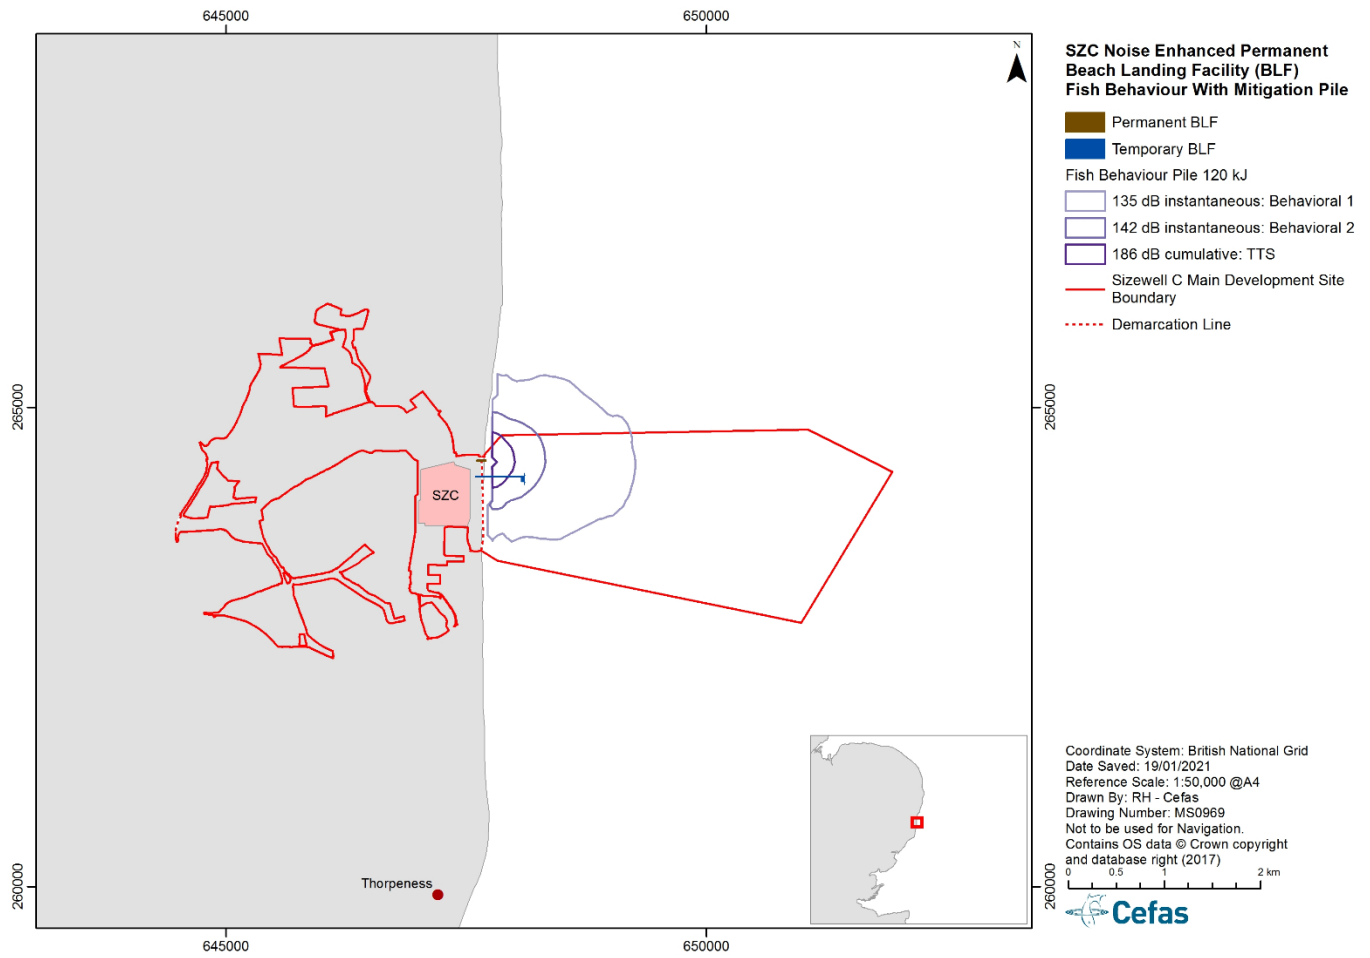 645000
650000
N
265000
265000
SZC
Thorpeness
260000
260000
645000
650000
SZC Noise Enhanced Permanent
Beach Landing Facility (BLF)
Fish Behaviour With Mitigation Pile
Permanent BLF
Temporary BLF
Fish Behaviour Pile 120 kJ
135 dB instantaneous: Behavioral 1
142 dB instantaneous: Behavioral 2
186 dB cumulative: TTS
Sizewell C Main Development Site
Boundary
Demarcation Line
Coordinate System: British National Grid
Date Saved: 19/01/2021
Reference Scale: 1:50,000 @A4
Drawn By: RH - Cefas
Drawing Number: MS0969
Not to be used for Navigation.
Contains OS data © Crown copyright
and database right (2017)
0 0.5 1 2 km
Cefas